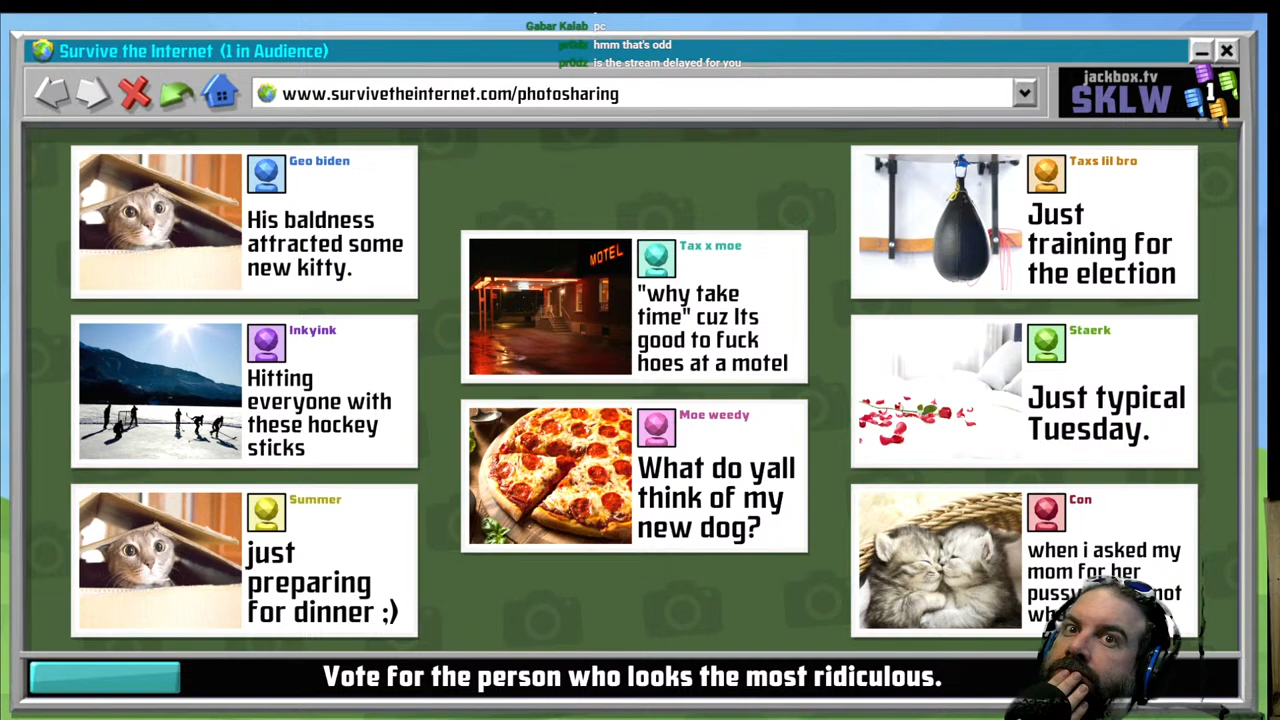 Gabar Kalab pc
pr0dz hmm that's odd
pr0dz is the stream delayed for you
Survive the Internet (1 in Audience)
www.survivetheinternet.com/photosharing
jackbox.tv
SKLW
1
Geo biden
His baldness
attracted some
new kitty.
Inkyink
Hitting
everyone with
these hockey
sticks
Summer
just
preparing
for dinner ;)
MOTEL
Tax x moe
"why take
time" cuz Its
good to fuck
hoes at a motel
Moe weedy
What do yall
think of my
new dog?
Taxs lil bro
Just
training for
the election
Staerk
Just typical
Tuesday.
Con
when i asked my
mom for her
not
Vote for the person who looks the most ridiculous.